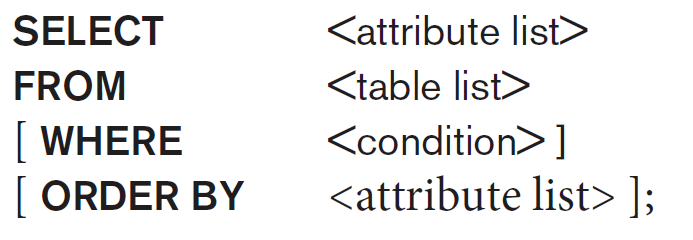 SELECT <attribute list>
FROM <table list>
[ WHERE <condition> ]
[ ORDER BY <attribute list> ];